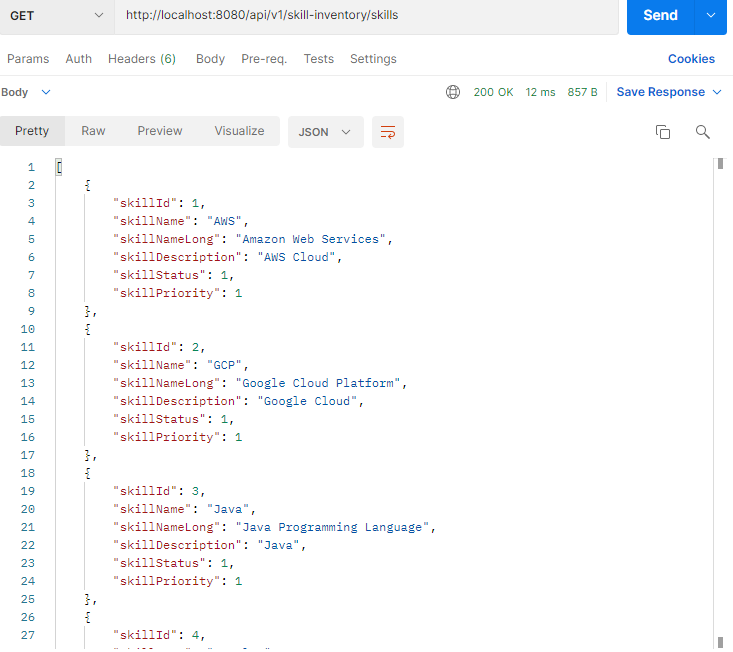 GET http://localhost:8080/api/v1/skill-inventory/skills Send
Params Auth Headers (6) Body Pre-req. Tests Settings Cookies
Body 200 OK 12 ms 857 B Save Response
Pretty Raw Preview Visualize JSON
1 [
2 {
3 "skillId": 1,
4 "skillName": "AWS",
5 "skillNameLong": "Amazon Web Services",
6 "skillDescription": "AWS Cloud",
7 "skillStatus": 1,
8 "skillPriority": 1
9 },
10 {
11 "skillId": 2,
12 "skillName": "GCP",
13 "skillNameLong": "Google Cloud Platform",
14 "skillDescription": "Google Cloud",
15 "skillStatus": 1,
16 "skillPriority": 1
17 },
18 {
19 "skillId": 3,
20 "skillName": "Java",
21 "skillNameLong": "Java Programming Language",
22 "skillDescription": "Java",
23 "skillStatus": 1,
24 "skillPriority": 1
25 },
26 {
27 "skillId": 4,